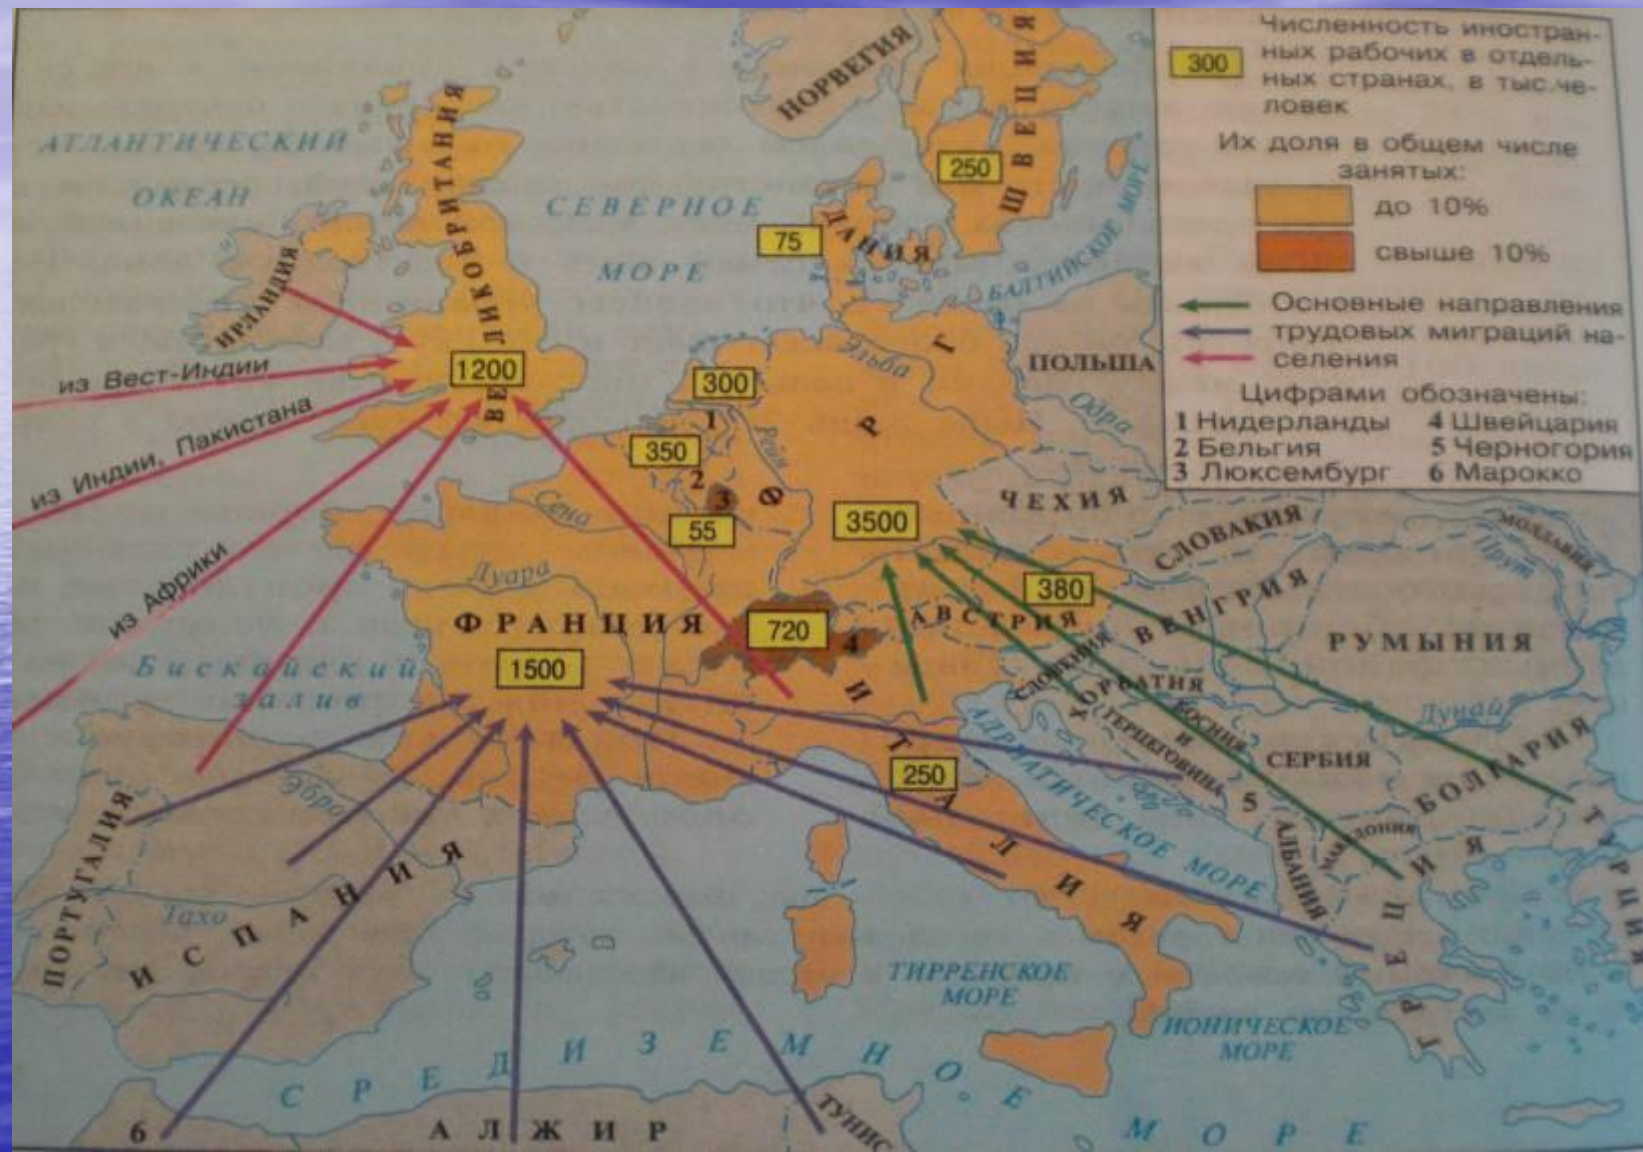 Численность иностран-
ных рабочих в отдель-
ных странах, в тыс.че-
ловек
300
Их доля в общем числе
занятых:
до 10%
свыше 10%
Основные направления
трудовых миграций на-
селения
Цифрами обозначены:
1 Нидерланды 4 Швейцария
2 Бельгия 5 Черногория
3 Люксембург 6 Марокко
НОРВЕГИЯ
ШВЕЦИЯ
250
АТЛАНТИЧЕСКИЙ
ОКЕАН
ВЕЛИКОБРИТАНИЯ
СЕВЕРНОЕ
МОРЕ
75
ДАНИЯ
БАЛТИЙСКОЕ МОРЕ
ИРЛАНДИЯ
из Вест-Индии
1200
300
Эльба
ПОЛЬША
Одра
из Индии, Пакистана
1
350
2
3
Рейн
ФРГ
55
3500
ЧЕХИЯ
СЛОВАКИЯ
МОЛДАВИЯ
Прут
Сена
Луара
из Африки
ФРАНЦИЯ
1500
720
4
АВСТРИЯ
380
ВЕНГРИЯ
РУМЫНИЯ
Бискайский
залив
СЛОВЕНИЯ
ХОРВАТИЯ
БОСНИЯ
И
ГЕРЦЕГОВИНА
СЕРБИЯ
Дунай
БОЛГАРИЯ
5
ИТАЛИЯ
250
АДРИАТИЧЕСКОЕ МОРЕ
АЛБАНИЯ
МАКЕДОНИЯ
ГРЕЦИЯ
ТУРЦИЯ
Эбро
Тахо
ПОРТУГАЛИЯ
ИСПАНИЯ
ТИРРЕНСКОЕ
МОРЕ
ИОНИЧЕСКОЕ
МОРЕ
СРЕДИЗЕМНОЕ МОРЕ
6
АЛЖИР
ТУНИС